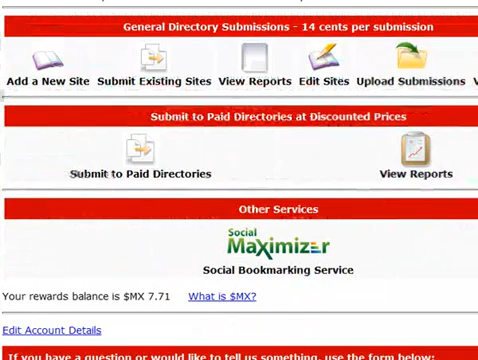 General Directory Submissions - 14 cents per submission
Add a New Site Submit Existing Sites View Reports Edit Sites Upload Submissions
Submit to Paid Directories at Discounted Prices
Submit to Paid Directories View Reports
Other Services
Social
Maximizer
Social Bookmarking Service
Your rewards balance is $MX 7.71 What is $MX?
Edit Account Details
If you have a question or would like to tell us something, use the form below: